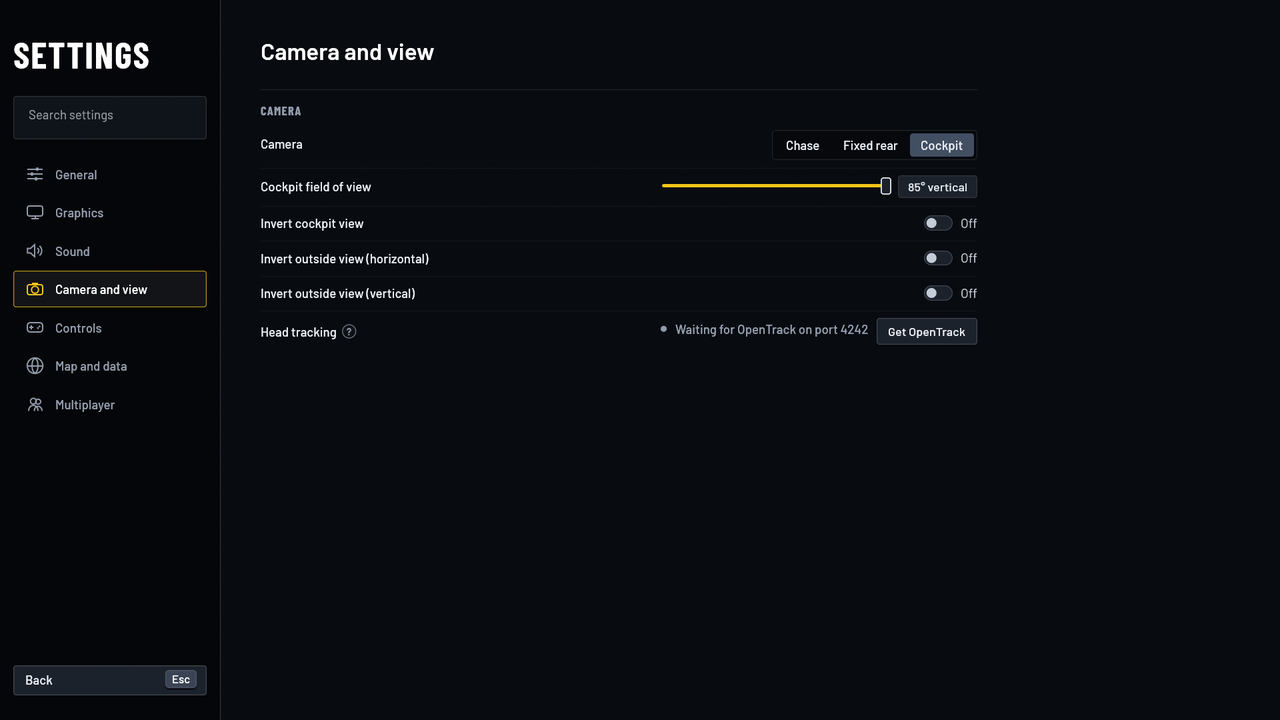 SETTINGS
Search settings
General
Graphics
Sound
Camera and view
Controls
Map and data
Multiplayer
Back Esc
Camera and view
CAMERA
Camera Chase Fixed rear Cockpit
Cockpit field of view 85° vertical
Invert cockpit view Off
Invert outside view (horizontal) Off
Invert outside view (vertical) Off
Head tracking ? Waiting for OpenTrack on port 4242 Get OpenTrack